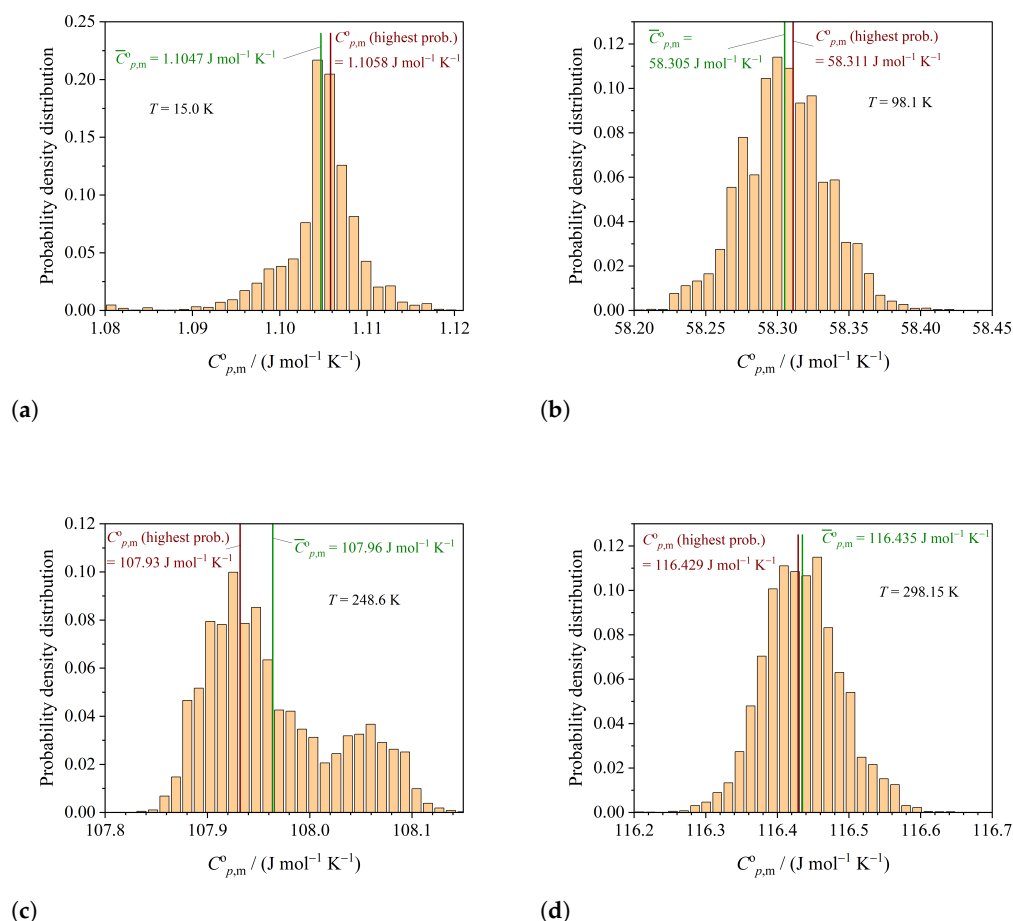 0.25
0.20
0.15
0.10
0.05
0.00
Probability density distribution
C̅°p,m = 1.1047 J mol⁻¹ K⁻¹
C°p,m (highest prob.)
= 1.1058 J mol⁻¹ K⁻¹
T = 15.0 K
1.08 1.09 1.10 1.11 1.12
C°p,m / (J mol⁻¹ K⁻¹)
(a)
0.12
0.10
0.08
0.06
0.04
0.02
0.00
Probability density distribution
C̅°p,m =
58.305 J mol⁻¹ K⁻¹
C°p,m (highest prob.)
= 58.311 J mol⁻¹ K⁻¹
T = 98.1 K
58.20 58.25 58.30 58.35 58.40 58.45
C°p,m / (J mol⁻¹ K⁻¹)
(b)
0.12
0.10
0.08
0.06
0.04
0.02
0.00
Probability density distribution
C°p,m (highest prob.)
= 107.93 J mol⁻¹ K⁻¹
C̅°p,m = 107.96 J mol⁻¹ K⁻¹
T = 248.6 K
107.8 107.9 108.0 108.1
C°p,m / (J mol⁻¹ K⁻¹)
(c)
0.12
0.10
0.08
0.06
0.04
0.02
0.00
Probability density distribution
C°p,m (highest prob.)
= 116.429 J mol⁻¹ K⁻¹
C̅°p,m = 116.435 J mol⁻¹ K⁻¹
T = 298.15 K
116.2 116.3 116.4 116.5 116.6 116.7
C°p,m / (J mol⁻¹ K⁻¹)
(d)